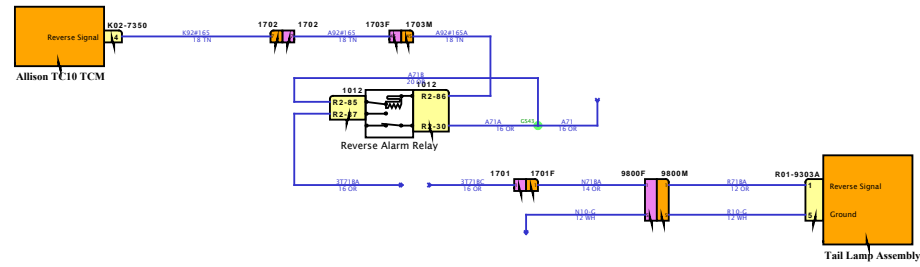 K02-7350
Reverse Signal
4
K92#165
18 TN
1702
1702
A92#165
18 TN
1703F
1703M
A92#165A
18 TN
Allison TC10 TCM
A71B
20 OR
1012
1012
R2-85
R2-86
R2-87
R2-30
A71A
16 OR
GS43
A71
16 OR
Reverse Alarm Relay
3T71BA
16 OR
3T71BC
16 OR
1701
1701F
N71BA
14 OR
9800F
9800M
R71BA
12 OR
R01-9303A
1
Reverse Signal
N10-G
12 WH
R10-G
12 WH
5
Ground
Tail Lamp Assembly